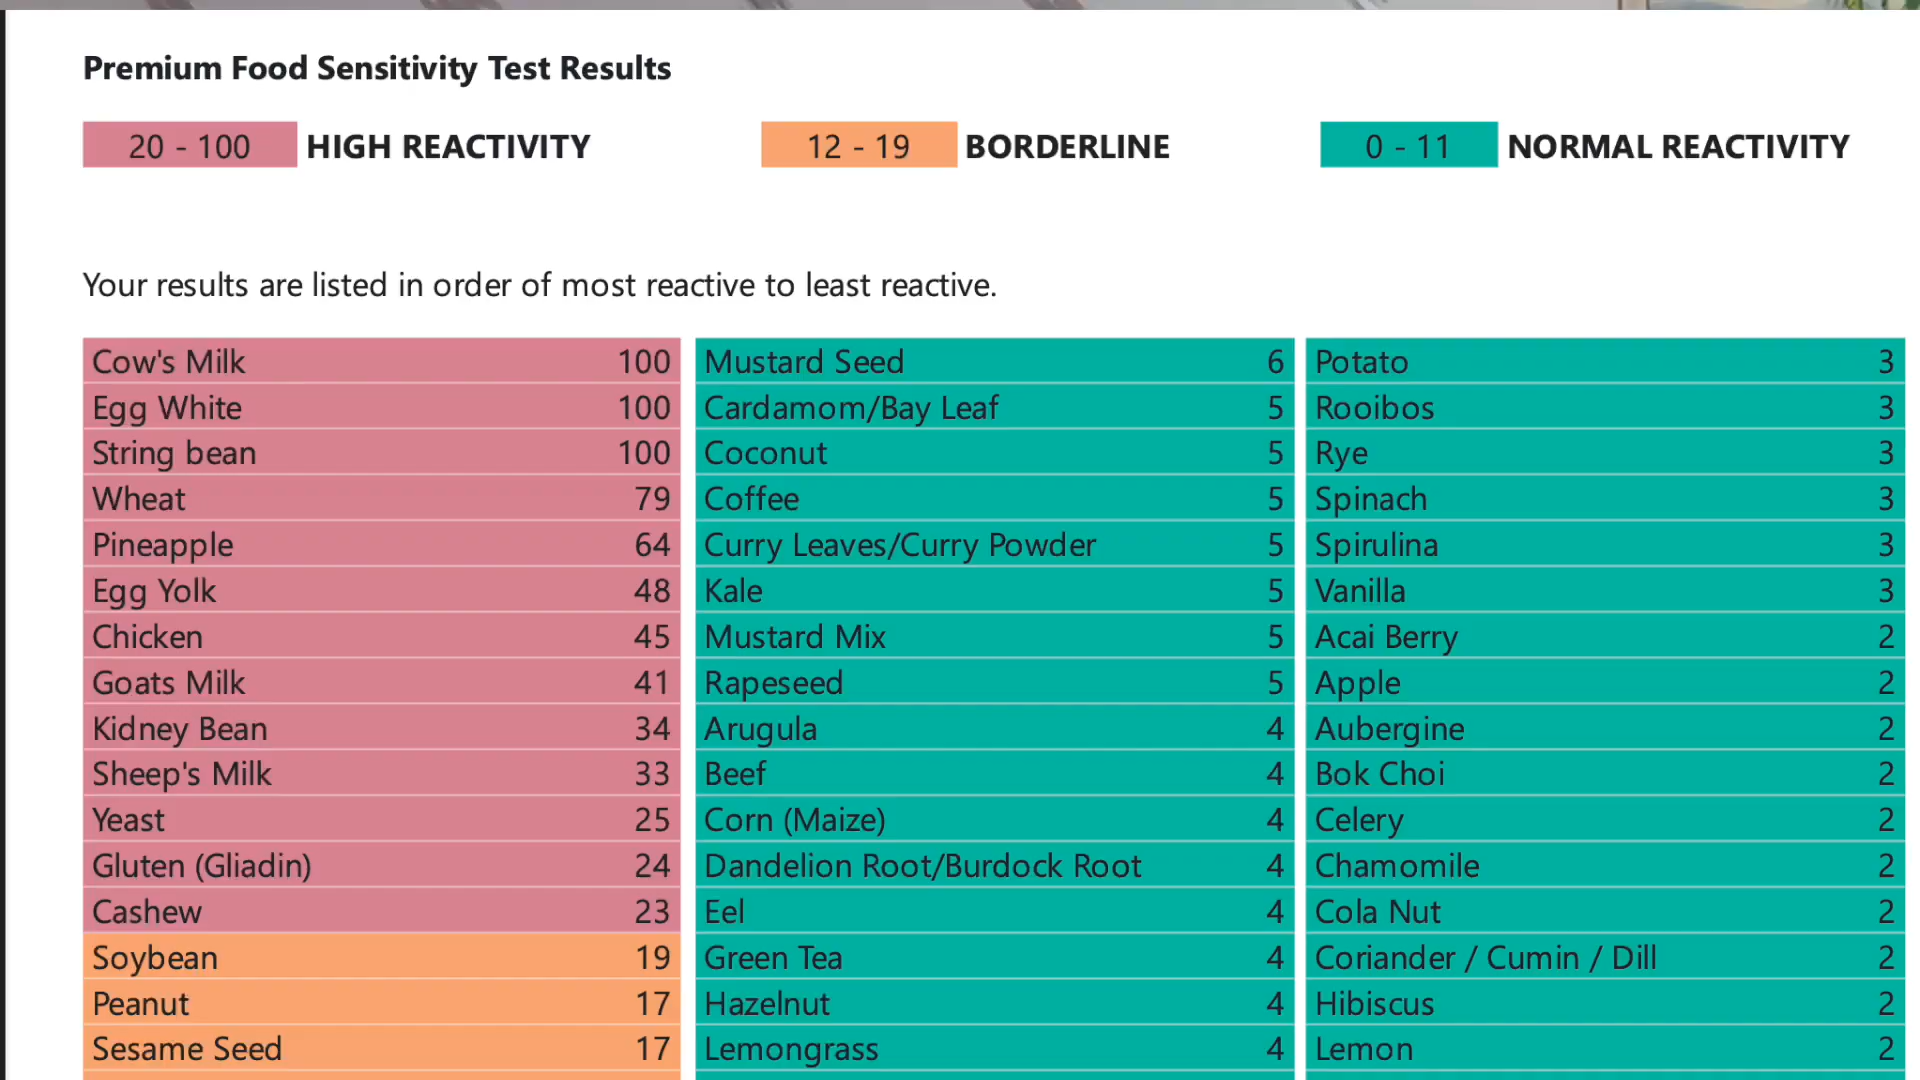 Premium Food Sensitivity Test Results
20 - 100 HIGH REACTIVITY
12 - 19 BORDERLINE
0 - 11 NORMAL REACTIVITY
Your results are listed in order of most reactive to least reactive.
Cow's Milk 100
Egg White 100
String bean 100
Wheat 79
Pineapple 64
Egg Yolk 48
Chicken 45
Goats Milk 41
Kidney Bean 34
Sheep's Milk 33
Yeast 25
Gluten (Gliadin) 24
Cashew 23
Soybean 19
Peanut 17
Sesame Seed 17
Mustard Seed 6
Cardamom/Bay Leaf 5
Coconut 5
Coffee 5
Curry Leaves/Curry Powder 5
Kale 5
Mustard Mix 5
Rapeseed 5
Arugula 4
Beef 4
Corn (Maize) 4
Dandelion Root/Burdock Root 4
Eel 4
Green Tea 4
Hazelnut 4
Lemongrass 4
Potato 3
Rooibos 3
Rye 3
Spinach 3
Spirulina 3
Vanilla 3
Acai Berry 2
Apple 2
Aubergine 2
Bok Choi 2
Celery 2
Chamomile 2
Cola Nut 2
Coriander / Cumin / Dill 2
Hibiscus 2
Lemon 2